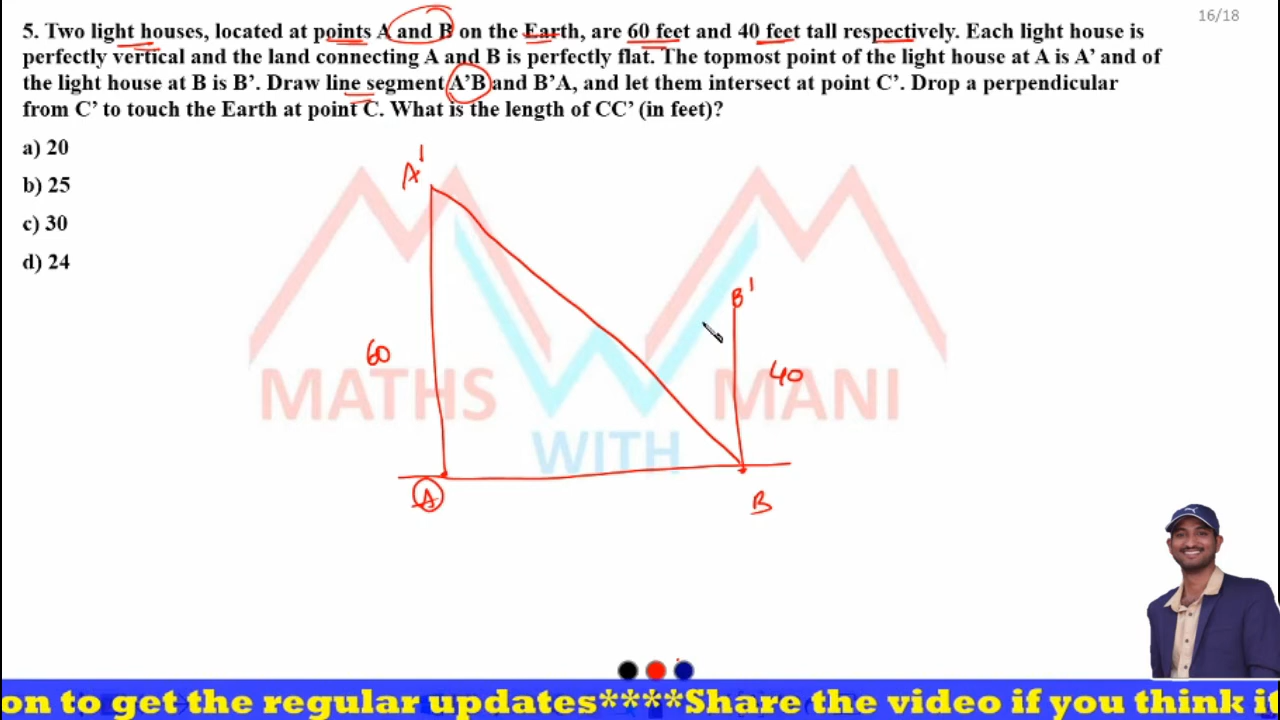 16/18
5. Two light houses, located at points A and B on the Earth, are 60 feet and 40 feet tall respectively. Each light house is
perfectly vertical and the land connecting A and B is perfectly flat. The topmost point of the light house at A is A’ and of
the light house at B is B’. Draw line segment A’B and B’A, and let them intersect at point C’. Drop a perpendicular
from C’ to touch the Earth at point C. What is the length of CC’ (in feet)?
a) 20
b) 25
c) 30
d) 24
A'
B'
60
40
MATHS MANI
WITH
A
B
on to get the regular updates****Share the video if you think it